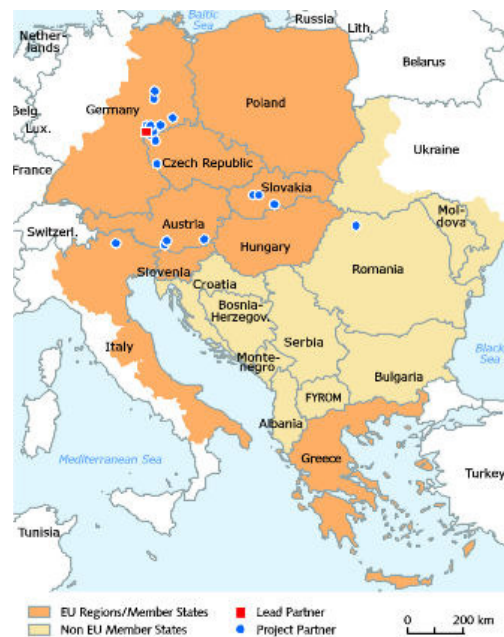 Baltic
Sea
Russia
Lith.
Nether-
lands
Belarus
Germany
Poland
Belg.
Lux.
Ukraine
Czech Republic
France
Slovakia
Mol-
dova
Switzerl.
Austria
Hungary
Slovenia
Romania
Croatia
Bosnia-
Herzegov.
Serbia
Italy
Monte-
negro
Black
Sea
Bulgaria
FYROM
Albania
Mediterranean Sea
Greece
Turkey
Tunisia
EU Regions/Member States
Lead Partner
Non EU Member States
Project Partner
0 200 km